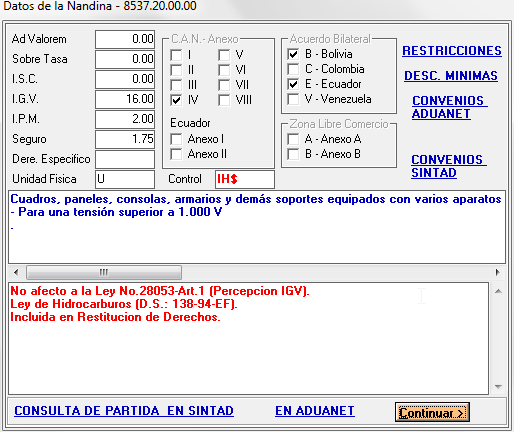 Datos de la Nandina - 8537.20.00.00
Ad Valorem 0.00
Sobre Tasa 0.00
I.S.C. 0.00
I.G.V. 16.00
I.P.M. 2.00
Seguro 1.75
Dere. Especifico
Unidad Fisica U
C.A.N.- Anexo
I V
II VI
III VII
IV VIII
Ecuador
Anexo I
Anexo II
Control IH$
Acuerdo Bilateral
B - Bolivia
C - Colombia
E - Ecuador
V - Venezuela
Zona Libre Comercio
A - Anexo A
B - Anexo B
RESTRICCIONES
DESC. MINIMAS
CONVENIOS
ADUANET
CONVENIOS
SINTAD
Cuadros, paneles, consolas, armarios y demás soportes equipados con varios aparatos
- Para una tensión superior a 1.000 V
.
No afecto a la Ley No.28053-Art.1 (Percepcion IGV).
Ley de Hidrocarburos (D.S.: 138-94-EF).
Incluida en Restitucion de Derechos.
CONSULTA DE PARTIDA EN SINTAD
EN ADUANET
Continuar >